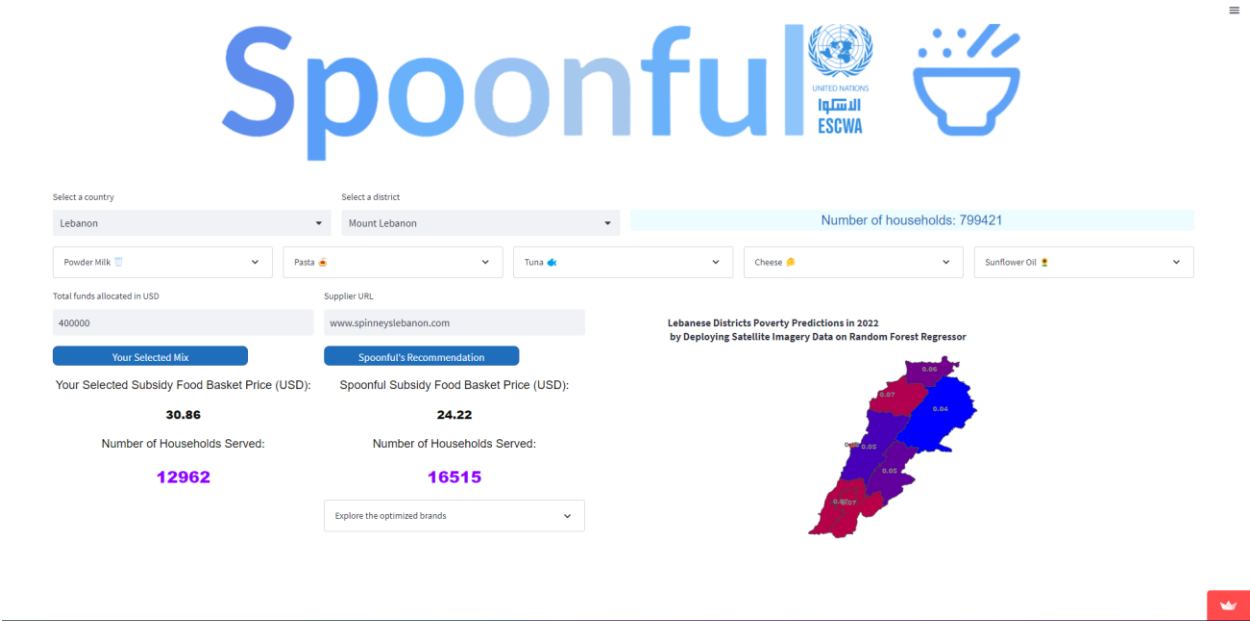 Spoonful
UNITED NATIONS
الاسكوا
ESCWA
Select a country
Select a district
Lebanon
Mount Lebanon
Number of households: 799421
Powder Milk
Pasta
Tuna
Cheese
Sunflower Oil
Total funds allocated in USD
Supplier URL
400000
www.spinneyslebanon.com
Your Selected Mix
Spoonful's Recommendation
Your Selected Subsidy Food Basket Price (USD):
Spoonful Subsidy Food Basket Price (USD):
30.86
24.22
Number of Households Served:
Number of Households Served:
12962
16515
Explore the optimized brands
Lebanese Districts Poverty Predictions in 2022
by Deploying Satellite Imagery Data on Random Forest Regressor
0.06
0.07
0.04
0.05
0.05